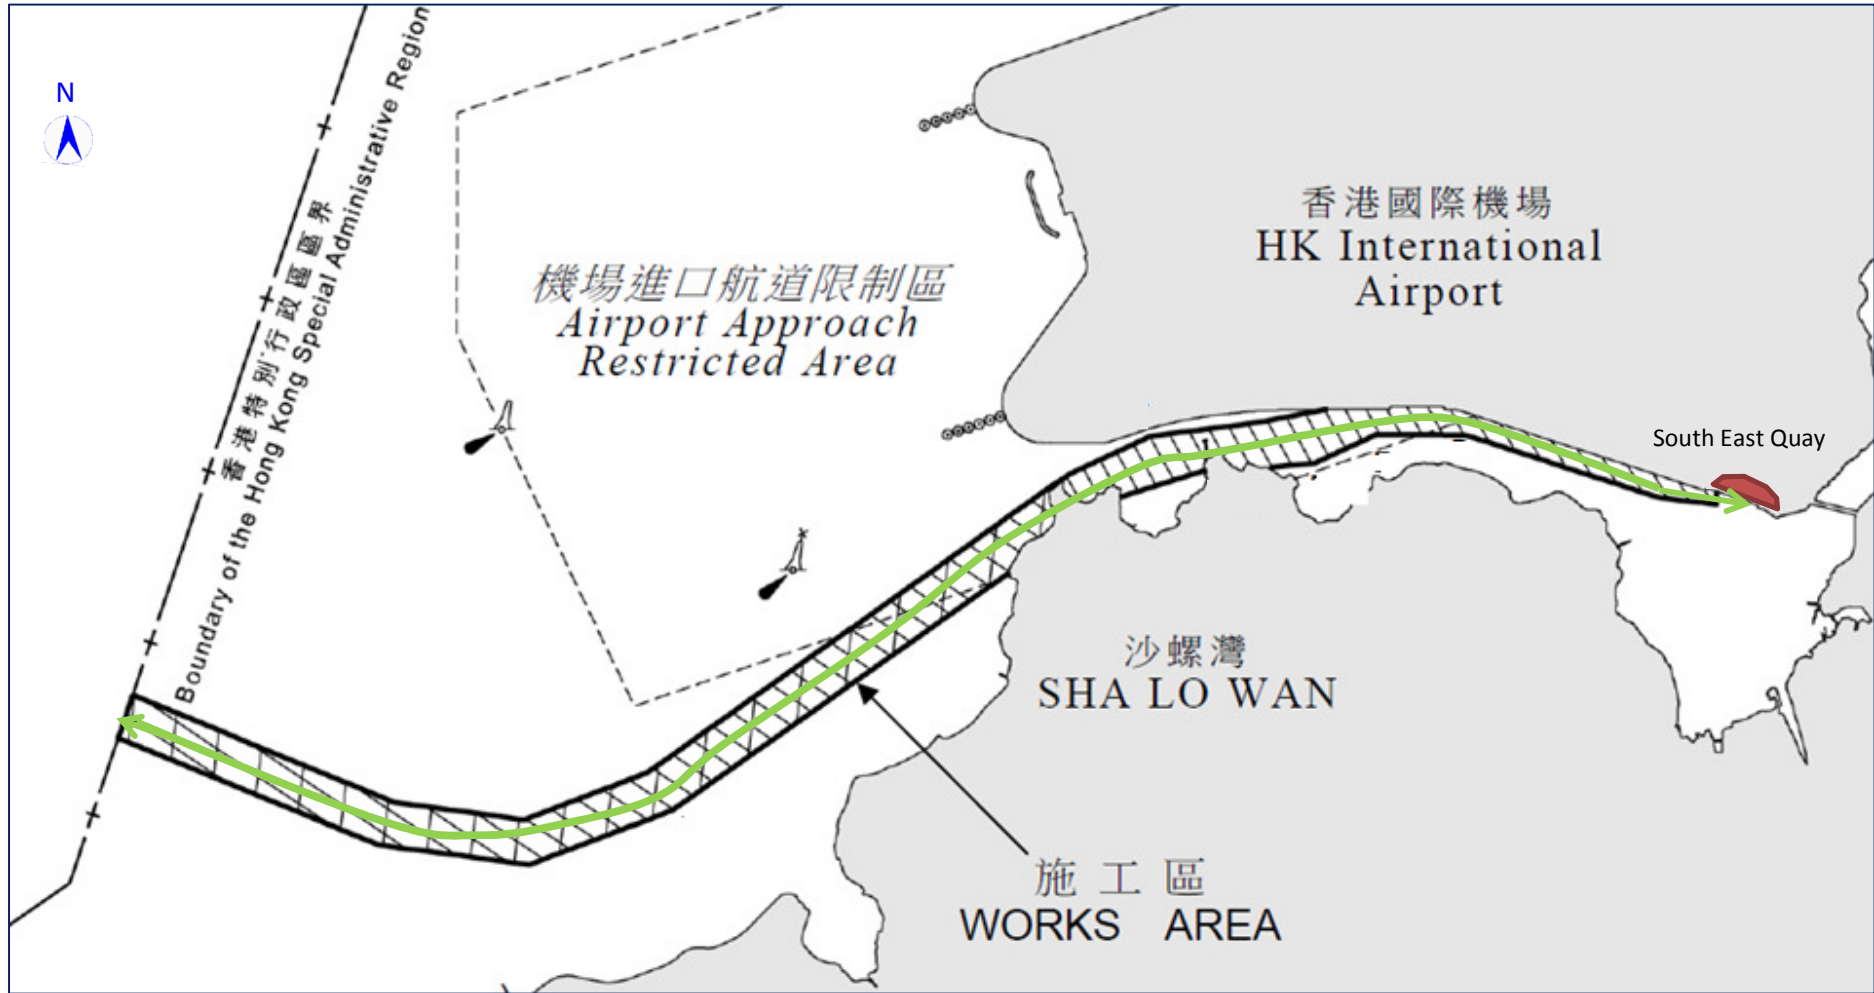 N
香港特別行政區區界
Boundary of the Hong Kong Special Administrative Region
機場進口航道限制區
Airport Approach
Restricted Area
香港國際機場
HK International
Airport
South East Quay
沙螺灣
SHA LO WAN
施工區
WORKS AREA